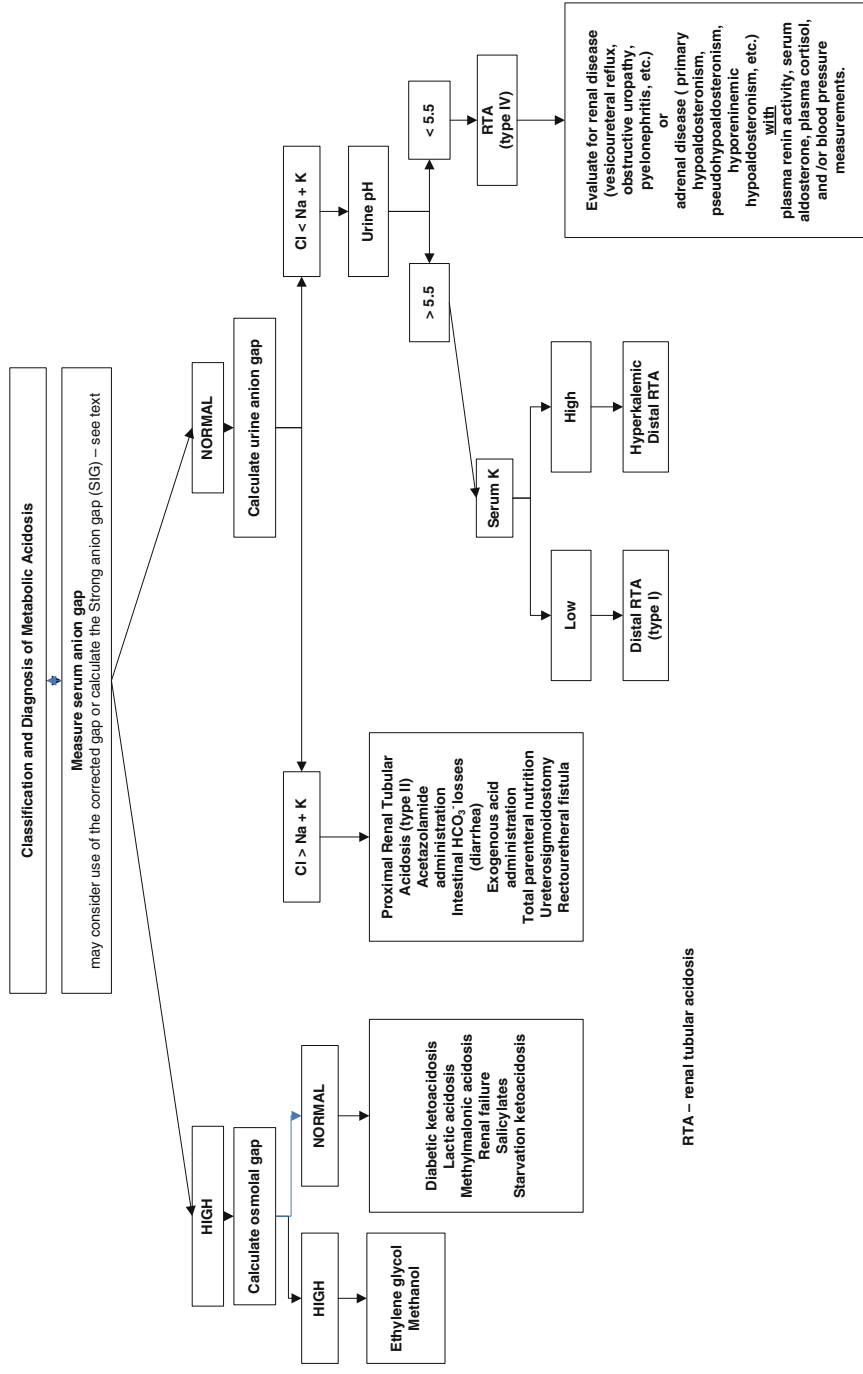 Classification and Diagnosis of Metabolic Acidosis
Measure serum anion gap
may consider use of the corrected gap or calculate the Strong anion gap (SIG) – see text
HIGH
Calculate osmolal gap
HIGH
Ethylene glycol
Methanol
NORMAL
Diabetic ketoacidosis
Lactic acidosis
Methylmalonic acidosis
Renal failure
Salicylates
Starvation ketoacidosis
NORMAL
Calculate urine anion gap
Cl > Na + K
Proximal Renal Tubular
Acidosis (type II)
Acetazolamide
administration
Intestinal HCO₃⁻ losses
(diarrhea)
Exogenous acid
administration
Total parenteral nutrition
Ureterosigmoidostomy
Rectourethral fistula
Cl < Na + K
Urine pH
> 5.5
Serum K
Low
Distal RTA
(type I)
High
Hyperkalemic
Distal RTA
< 5.5
RTA
(type IV)
Evaluate for renal disease
(vesicoureteral reflux,
obstructive uropathy,
pyelonephritis, etc.)
or
adrenal disease ( primary
hypoaldosteronism,
pseudohypoaldosteronism,
hyporeninemic
hypoaldosteronism, etc.)
with
plasma renin activity, serum
aldosterone, plasma cortisol,
and /or blood pressure
measurements.
RTA – renal tubular acidosis